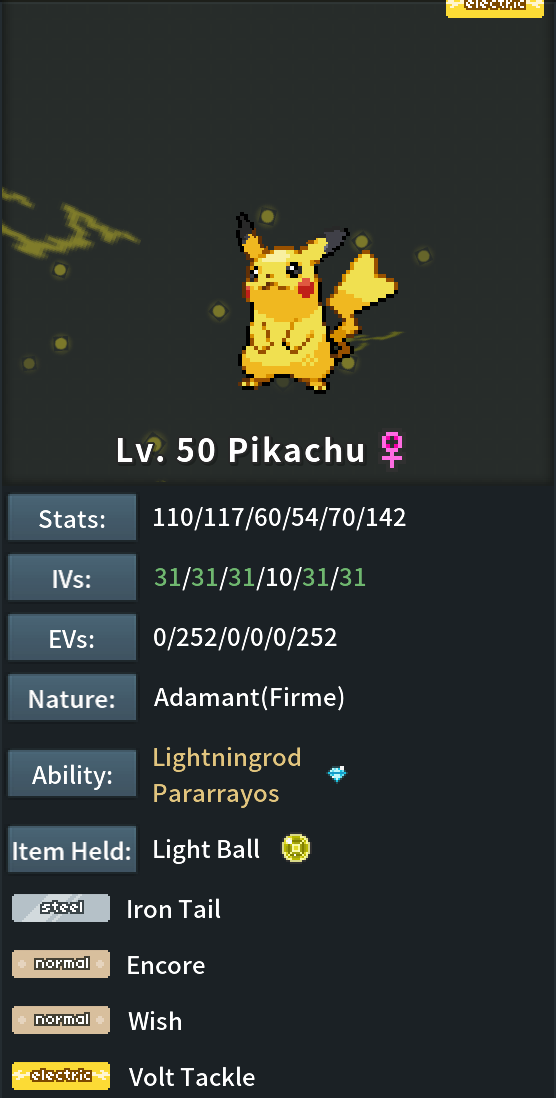 electric
Lv. 50 Pikachu ♀
Stats: 110/117/60/54/70/142
IVs: 31/31/31/10/31/31
EVs: 0/252/0/0/0/252
Nature: Adamant(Firme)
Ability: Lightningrod
Pararrayos
Item Held: Light Ball
steel Iron Tail
normal Encore
normal Wish
electric Volt Tackle